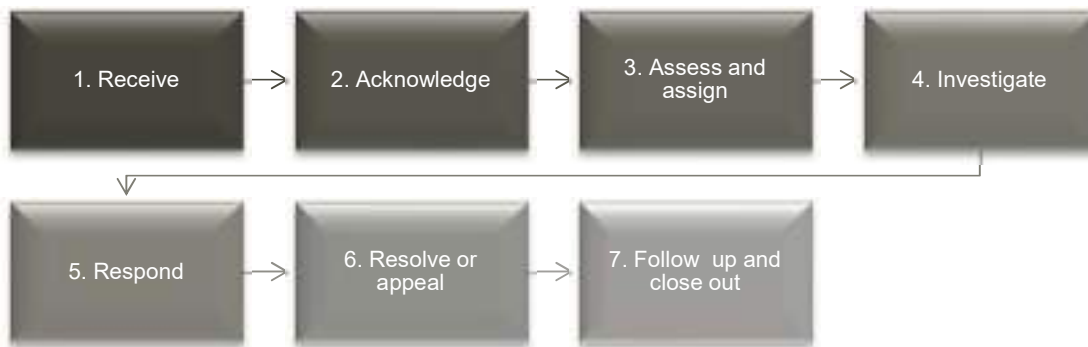 1. Receive
2. Acknowledge
3. Assess and
assign
4. Investigate
5. Respond
6. Resolve or
appeal
7. Follow up and
close out